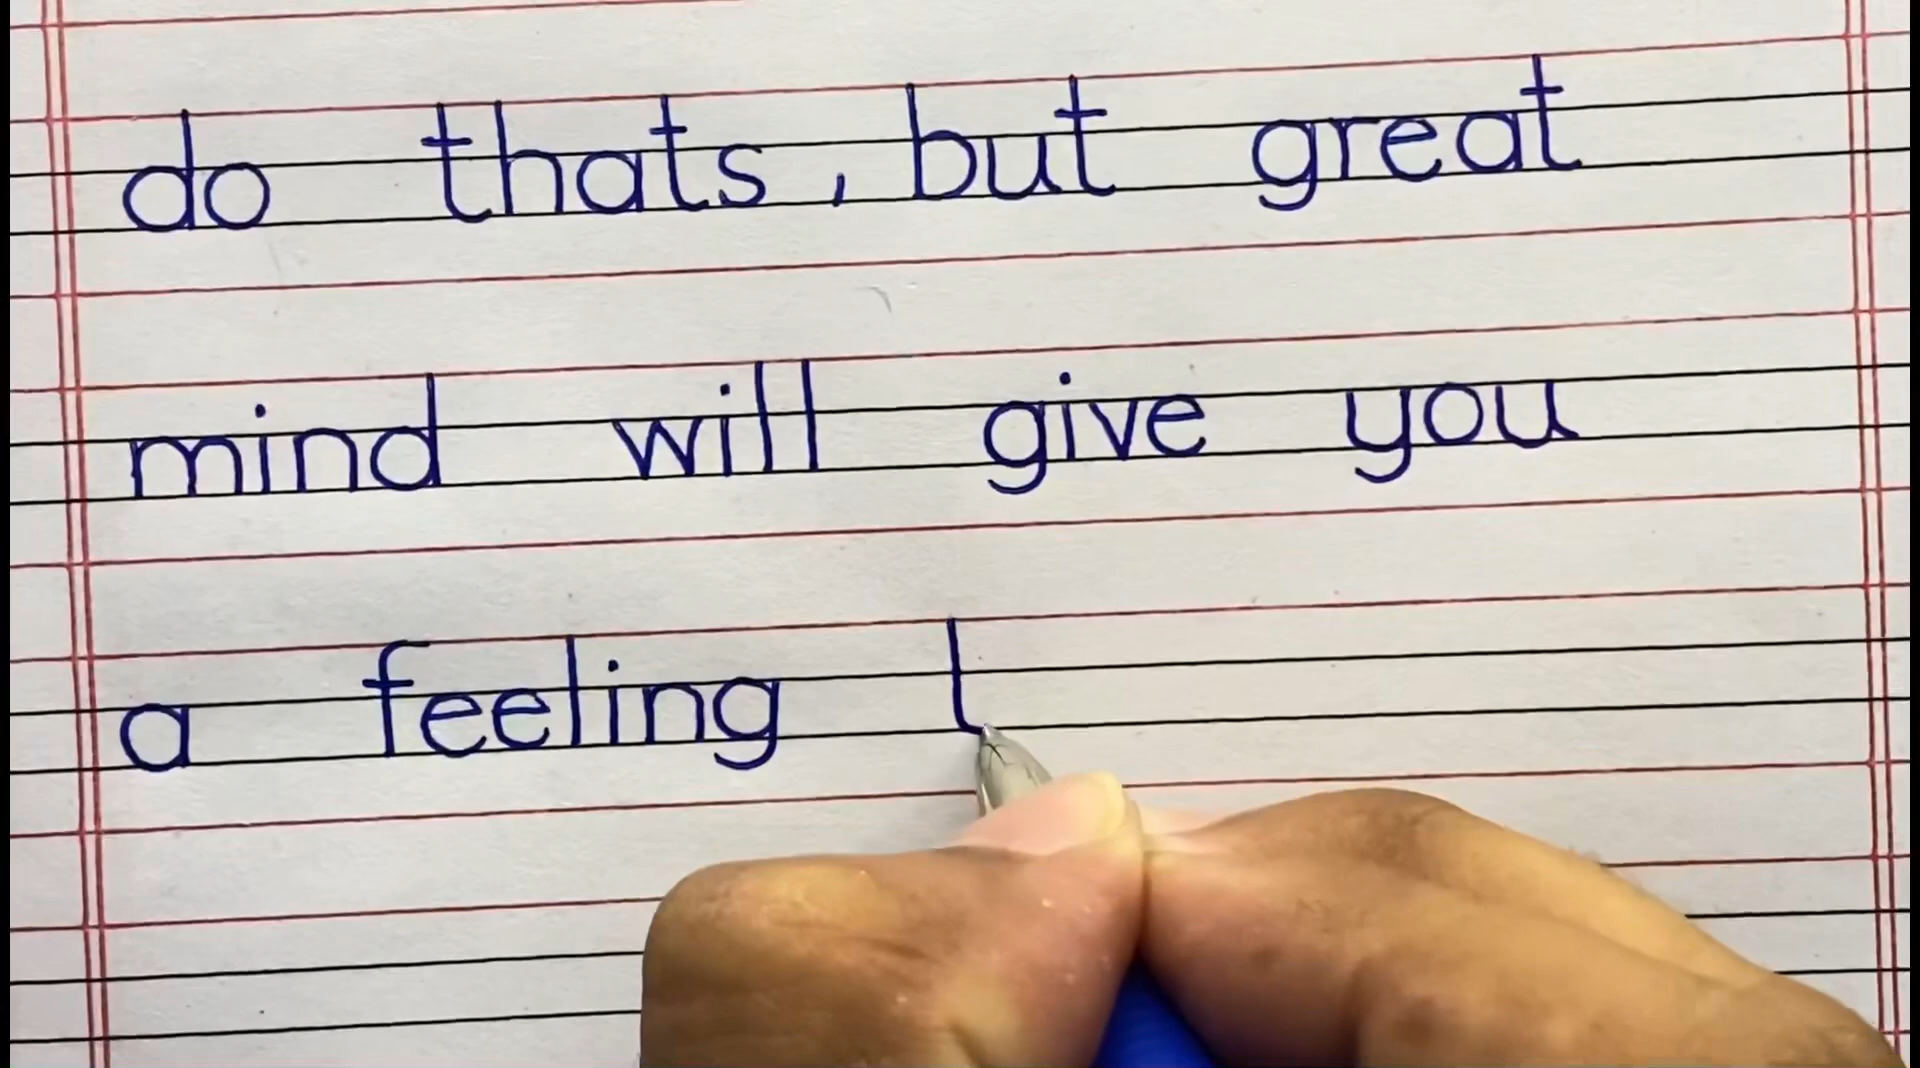 do thats, but great
mind will give you
a feeling